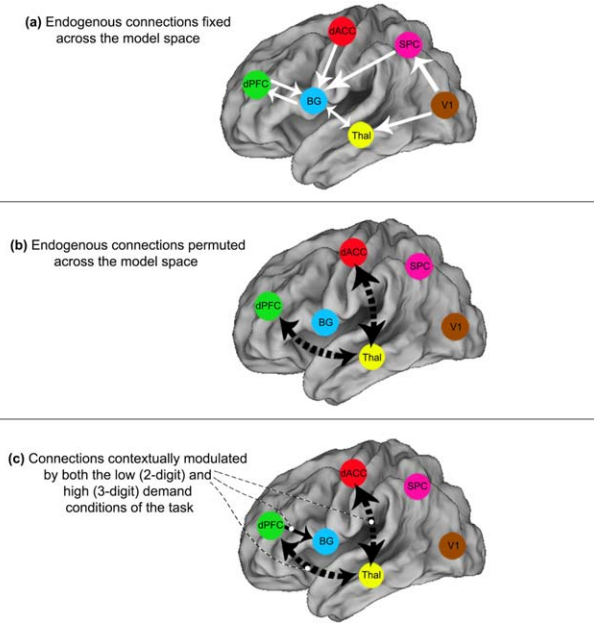 (a) Endogenous connections fixed
across the model space
dACC
SPC
dPFC
BG
V1
Thal
(b) Endogenous connections permuted
across the model space
dACC
SPC
dPFC
BG
V1
Thal
(c) Connections contextually modulated
by both the low (2-digit) and
high (3-digit) demand
conditions of the task
dACC
SPC
dPFC
BG
V1
Thal